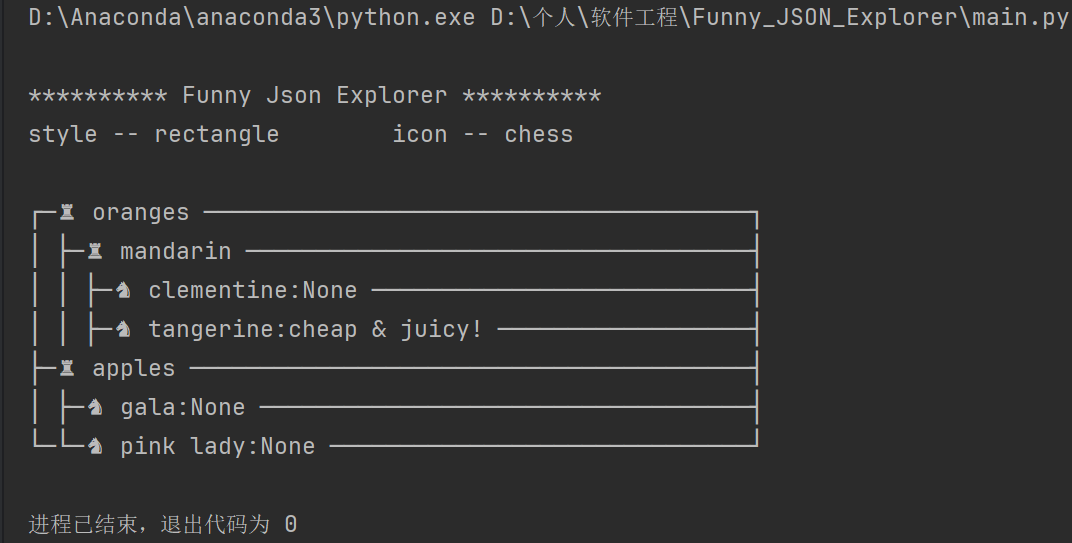 D:\Anaconda\anaconda3\python.exe D:\个人\软件工程\Funny_JSON_Explorer\main.py
********** Funny Json Explorer **********
style -- rectangle        icon -- chess
┌─♜ oranges ───────────────────────────────────────┐
│ ├─♜ mandarin ────────────────────────────────────┤
│ │ ├─♞ clementine:None ───────────────────────────┤
│ │ ├─♞ tangerine:cheap & juicy! ──────────────────┤
├─♜ apples ────────────────────────────────────────┤
│ ├─♞ gala:None ───────────────────────────────────┤
└─└─♞ pink lady:None ──────────────────────────────┘
进程已结束，退出代码为 0